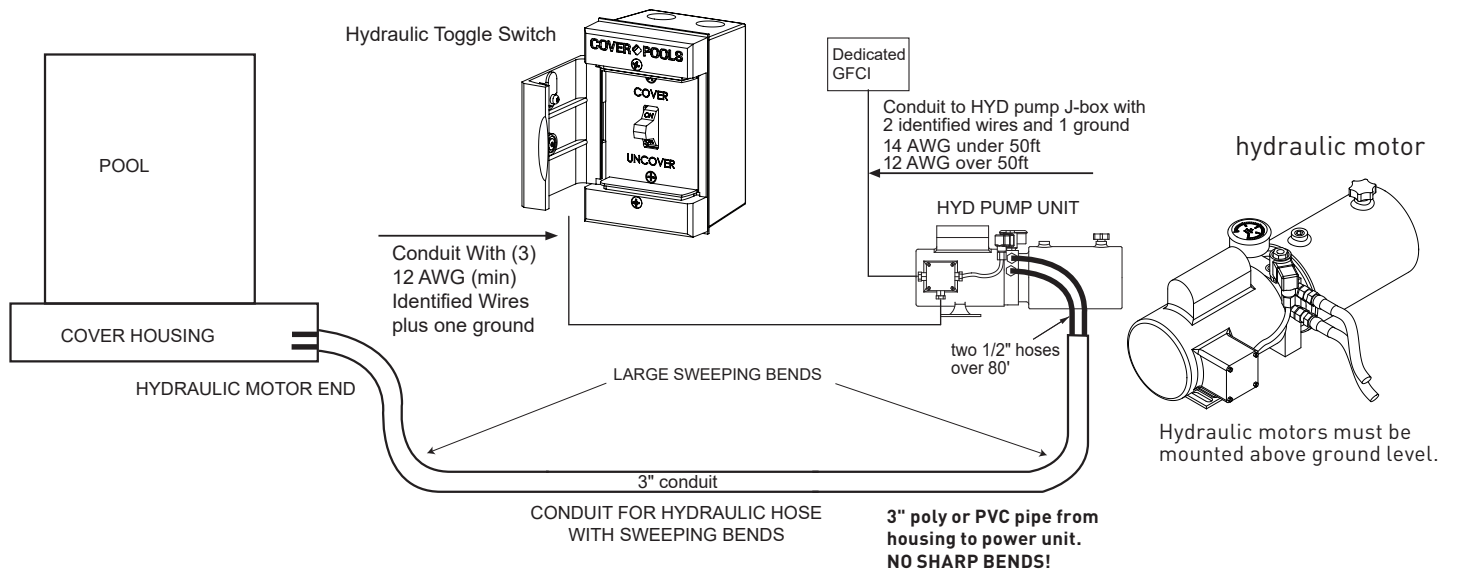 Hydraulic Toggle Switch
COVER POOLS
COVER
ON
UNCOVER
Dedicated
GFCI
Conduit to HYD pump J-box with
2 identified wires and 1 ground
14 AWG under 50ft
12 AWG over 50ft
hydraulic motor
POOL
HYD PUMP UNIT
Conduit With (3)
12 AWG (min)
Identified Wires
plus one ground
COVER HOUSING
two 1/2" hoses
over 80'
HYDRAULIC MOTOR END
LARGE SWEEPING BENDS
Hydraulic motors must be
mounted above ground level.
3" conduit
CONDUIT FOR HYDRAULIC HOSE
WITH SWEEPING BENDS
3" poly or PVC pipe from
housing to power unit.
NO SHARP BENDS!